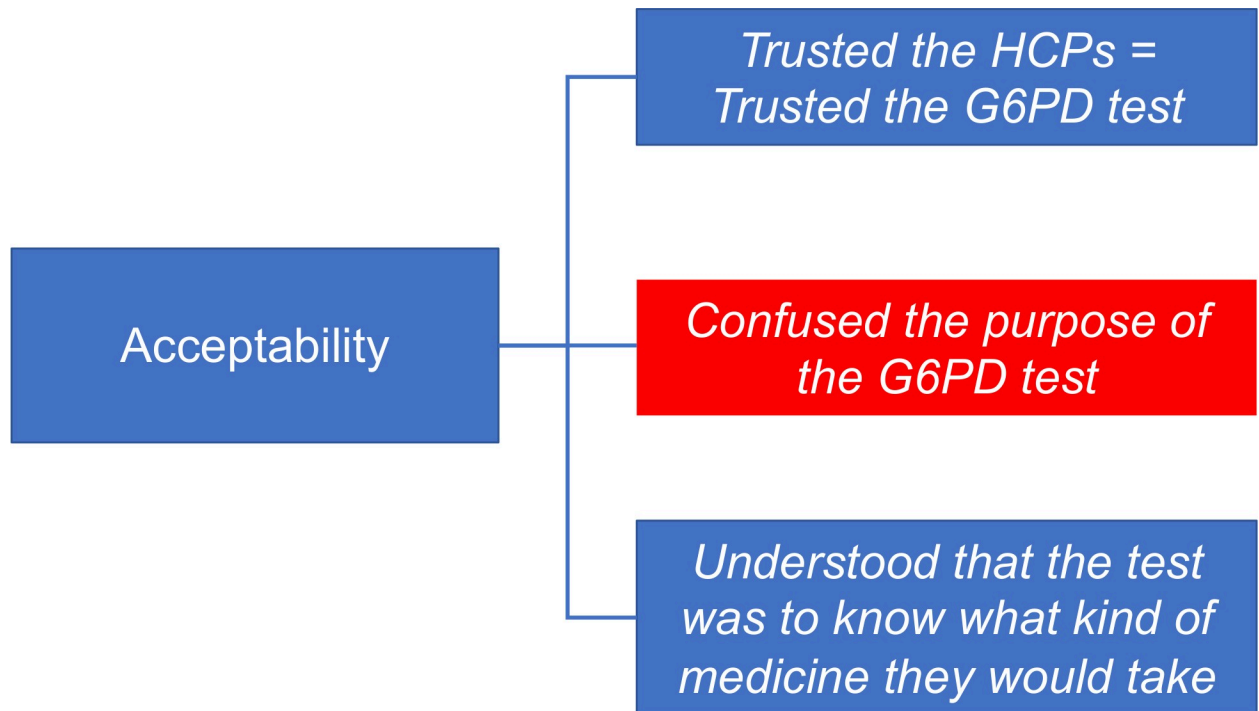 Trusted the HCPs =
Trusted the G6PD test
Acceptability
Confused the purpose of
the G6PD test
Understood that the test
was to know what kind of
medicine they would take